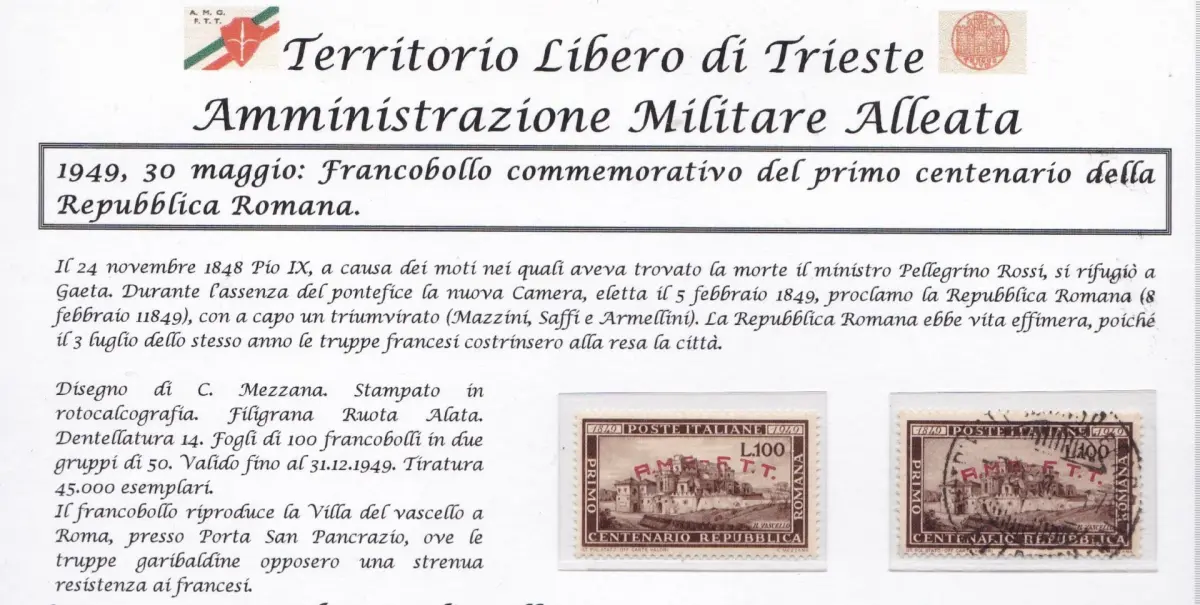 A. M. G.
F. T. T.
Territorio Libero di Trieste
Amministrazione Militare Alleata
1949, 30 maggio: Francobollo commemorativo del primo centenario della
Repubblica Romana.
Il 24 novembre 1848 Pio IX, a causa dei moti nei quali aveva trovato la morte il ministro Pellegrino Rossi, si rifugiò a
Gaeta. Durante l'assenza del pontefice la nuova Camera, eletta il 5 febbraio 1849, proclamo la Repubblica Romana (8
febbraio 11849), con a capo un triumvirato (Mazzini, Saffi e Armellini). La Repubblica Romana ebbe vita effimera, poiché
il 3 luglio dello stesso anno le truppe francesi costrinsero alla resa la città.
Disegno di C. Mezzana. Stampato in
rotocalcografia. Filigrana Ruota Alata.
Dentellatura 14. Fogli di 100 francobolli in due
gruppi di 50. Valido fino al 31.12.1949. Tiratura
45.000 esemplari.
Il francobollo riproduce la Villa del vascello a
Roma, presso Porta San Pancrazio, ove le
truppe garibaldine opposero una strenua
resistenza ai francesi.
1849 POSTE ITALIANE 1949
L.100
A.M.G. F.T.T.
PRIMO
ROMANA
IL VASCELLO
CENTENARIO REPUBBLICA
1849 POSTE ITALIANE 1949
L.100
A.M.G. F.T.T.
PRIMO
ROMANA
IL VASCELLO
CENTENARIO REPUBBLICA